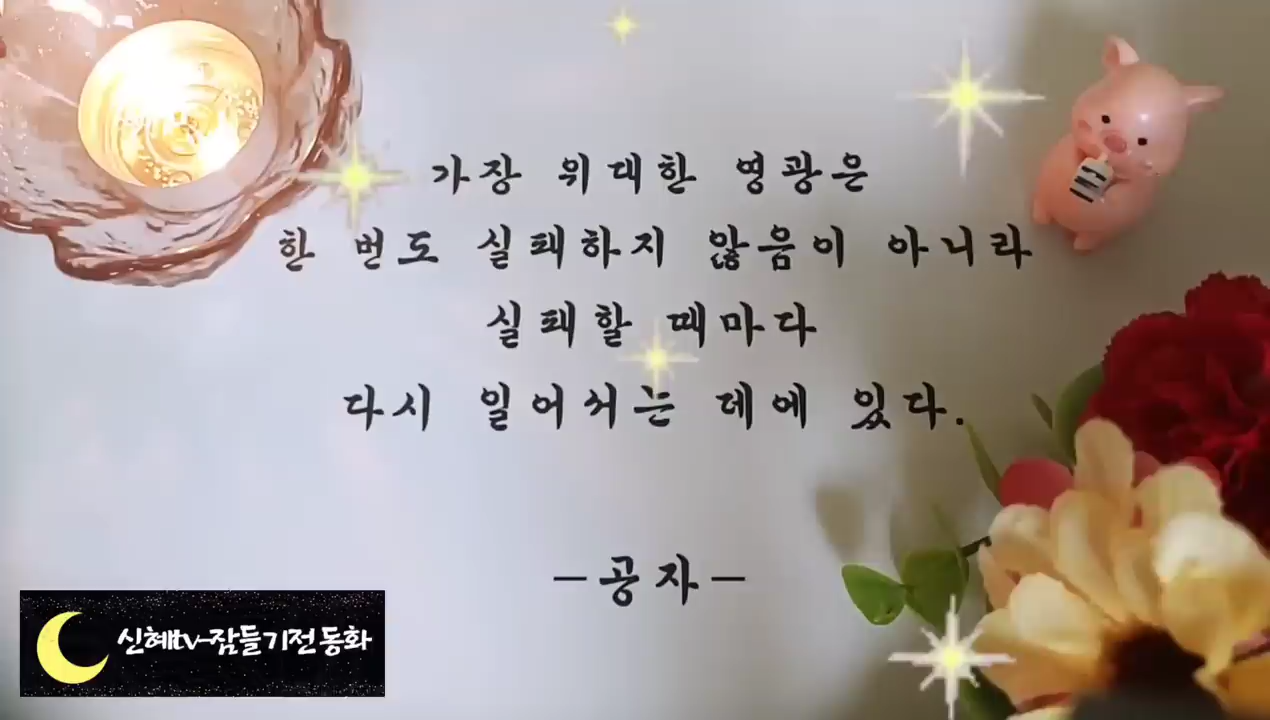 가장 위대한 영광은
한 번도 실패하지 않음이 아니라
실패할 때마다
다시 일어서는 데에 있다.
-공자-
신혜tv-잠들기전동화